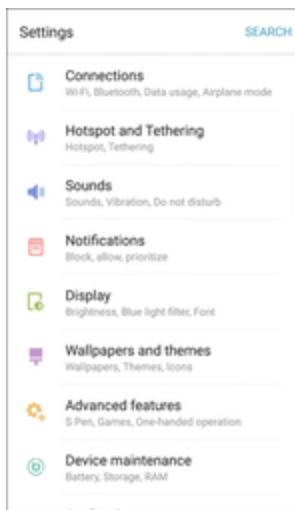 Settings
SEARCH
Connections
Wi-Fi, Bluetooth, Data usage, Airplane mode
Hotspot and Tethering
Hotspot, Tethering
Sounds
Sounds, Vibration, Do not disturb
Notifications
Block, allow, prioritize
Display
Brightness, Blue light filter, Font
Wallpapers and themes
Wallpapers, Themes, Icons
Advanced features
S Pen, Games, One-handed operation
Device maintenance
Battery, Storage, RAM